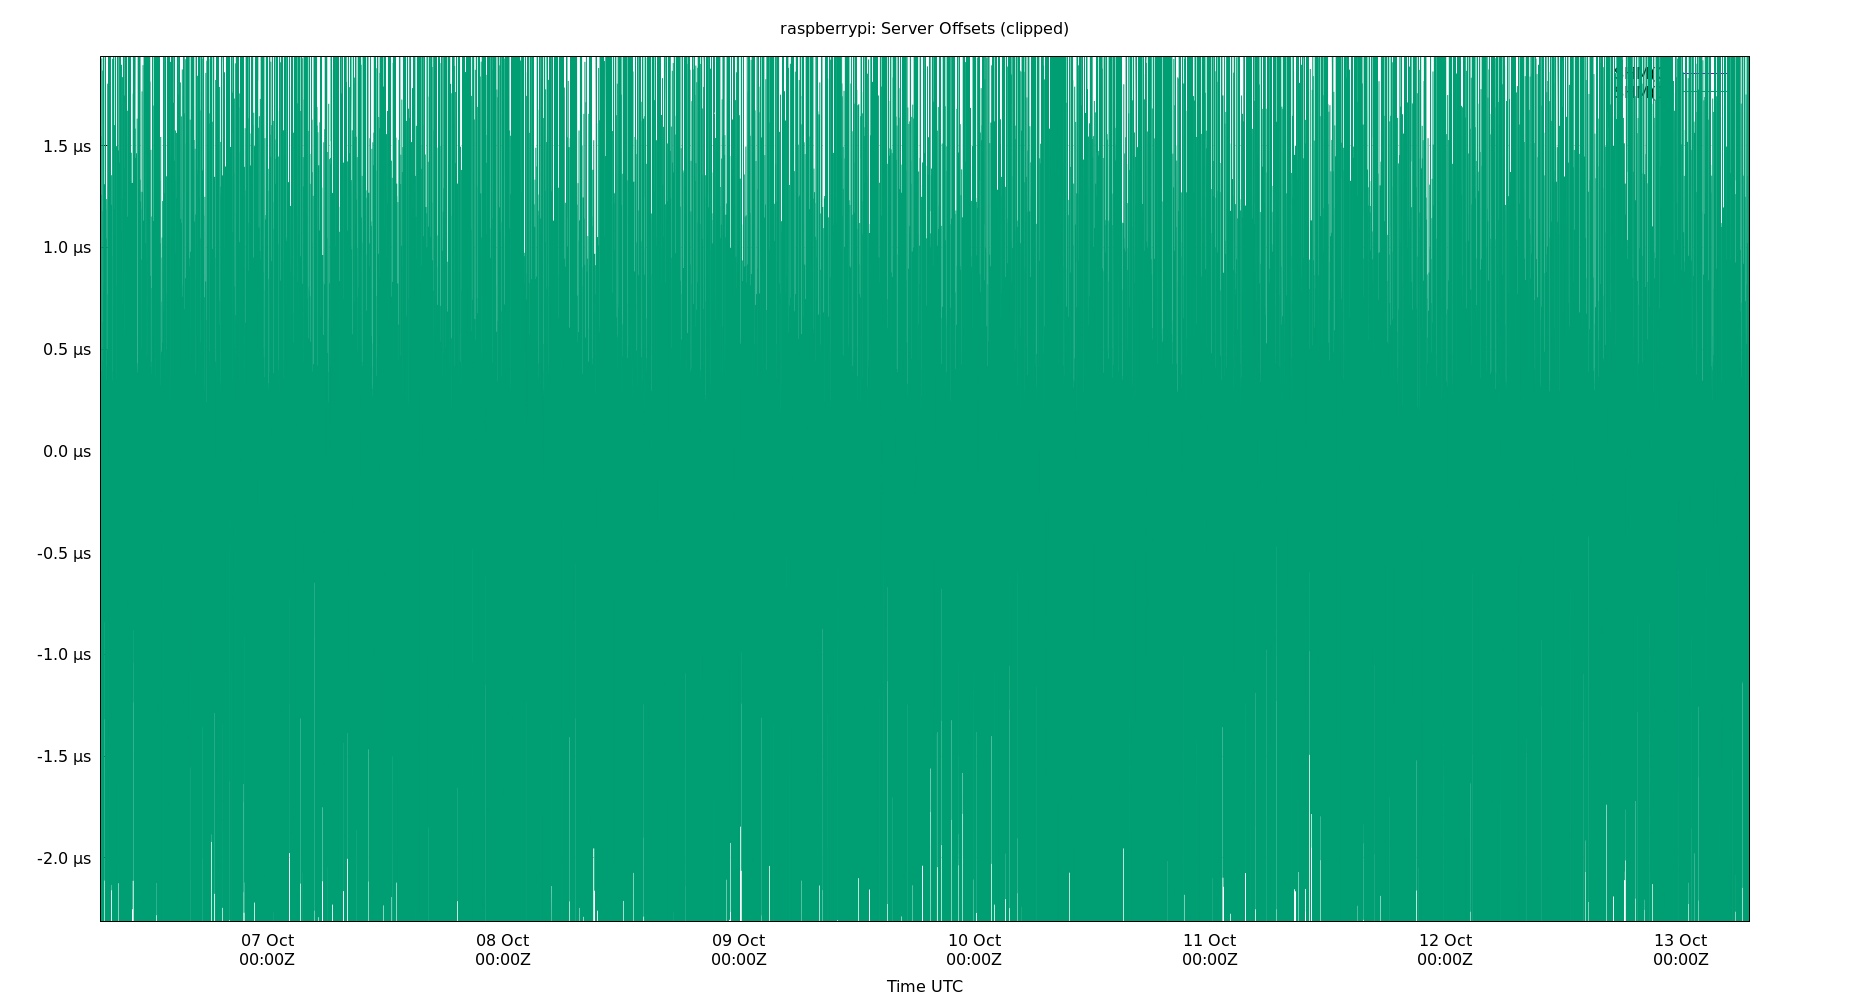 raspberrypi: Server Offsets (clipped)
1.5 µs
1.0 µs
0.5 µs
0.0 µs
-0.5 µs
-1.0 µs
-1.5 µs
-2.0 µs
07 Oct
00:00Z
08 Oct
00:00Z
09 Oct
00:00Z
10 Oct
00:00Z
11 Oct
00:00Z
12 Oct
00:00Z
13 Oct
00:00Z
Time UTC